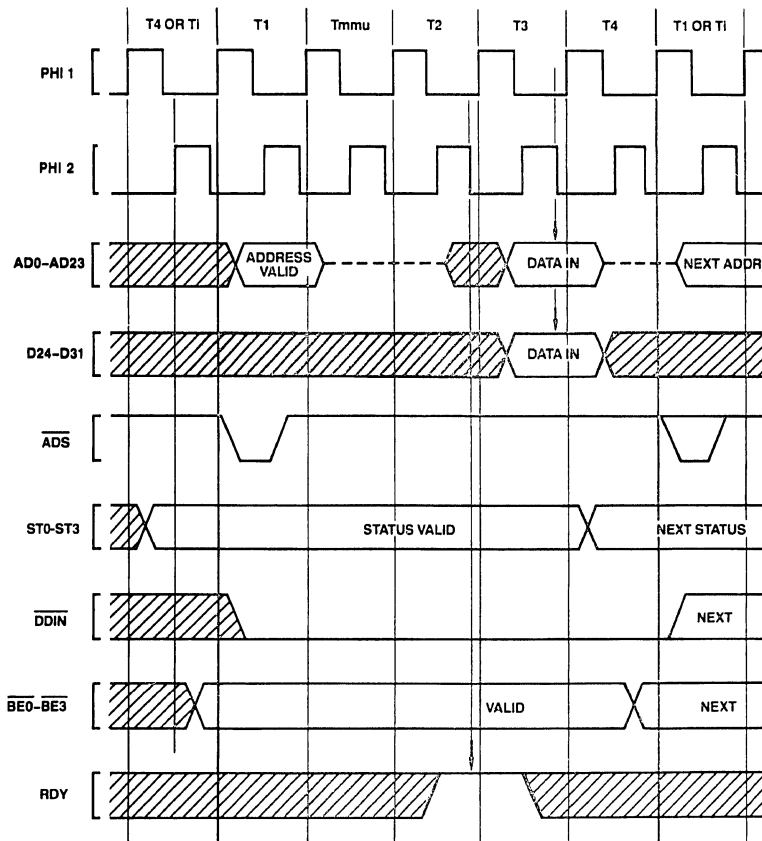 T4 OR Ti T1 Tmmu T2 T3 T4 T1 OR Ti
PHI 1
PHI 2
AD0–AD23 ADDRESS VALID DATA IN NEXT ADDR
D24–D31 DATA IN
ADS
ST0-ST3 STATUS VALID NEXT STATUS
DDIN NEXT
BE0–BE3 VALID NEXT
RDY